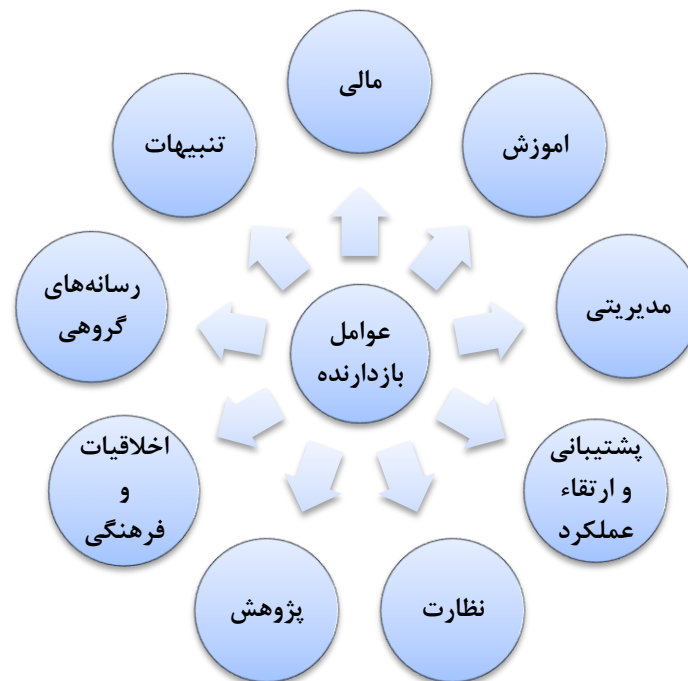 مالی
اموزش
مدیریتی
پشتیبانی
و ارتقاء
عملکرد
نظارت
پژوهش
اخلاقیات
و
فرهنگی
رسانه‌های
گروهی
تنبیهات
عوامل
بازدارنده